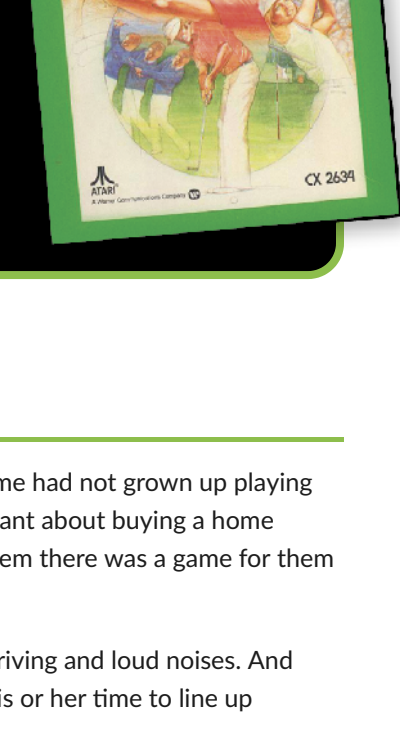 ATARI
A Warner Communications Company
CX 2634
me had not grown up playing
ant about buying a home
em there was a game for them
riving and loud noises. And
is or her time to line up